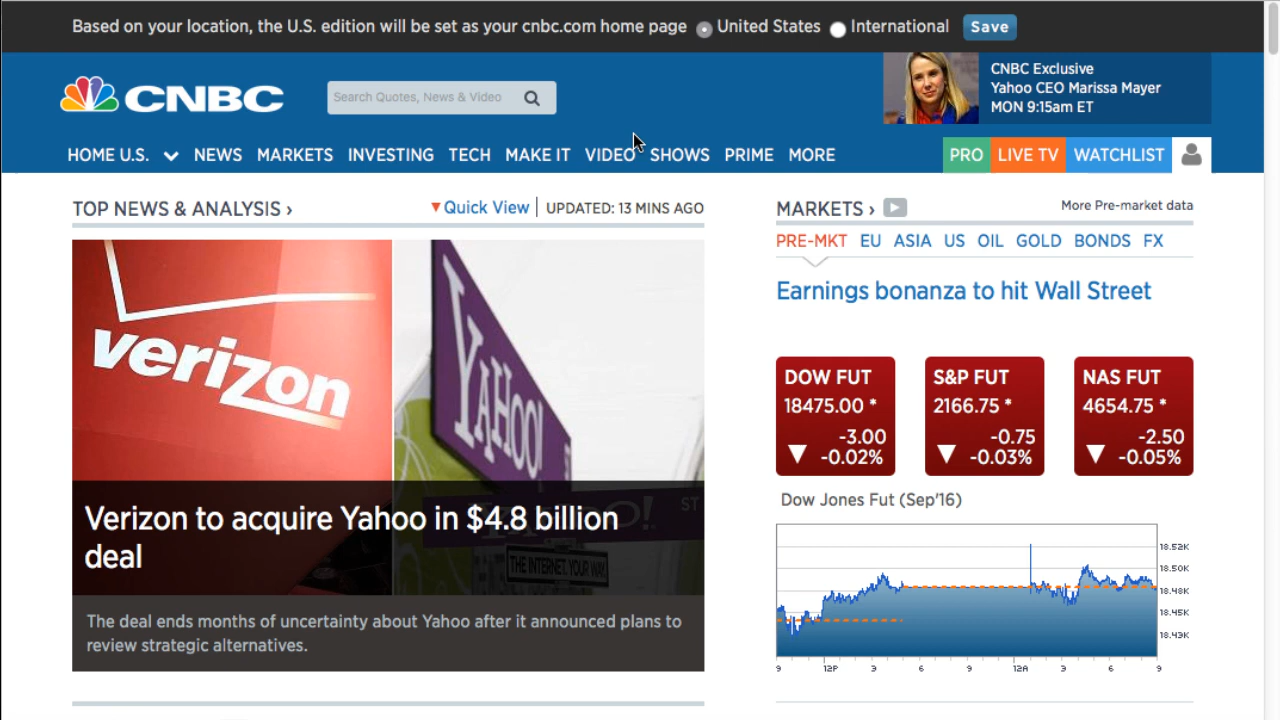 Based on your location, the U.S. edition will be set as your cnbc.com home page United States International Save
CNBC
Search Quotes, News & Video
CNBC Exclusive
Yahoo CEO Marissa Mayer
MON 9:15am ET
HOME U.S. NEWS MARKETS INVESTING TECH MAKE IT VIDEO SHOWS PRIME MORE
PRO LIVE TV WATCHLIST
TOP NEWS & ANALYSIS ›
Quick View UPDATED: 13 MINS AGO
verizon
YAHOO!
ST
THE INTERNET. YOUR WAY.
Verizon to acquire Yahoo in $4.8 billion
deal
The deal ends months of uncertainty about Yahoo after it announced plans to
review strategic alternatives.
MARKETS ›
More Pre-market data
PRE-MKT EU ASIA US OIL GOLD BONDS FX
Earnings bonanza to hit Wall Street
DOW FUT
18475.00 *
-3.00
-0.02%
S&P FUT
2166.75 *
-0.75
-0.03%
NAS FUT
4654.75 *
-2.50
-0.05%
Dow Jones Fut (Sep'16)
18.52K
18.50K
18.48K
18.45K
18.43K
9 12P 3 6 9 12A 3 6 9